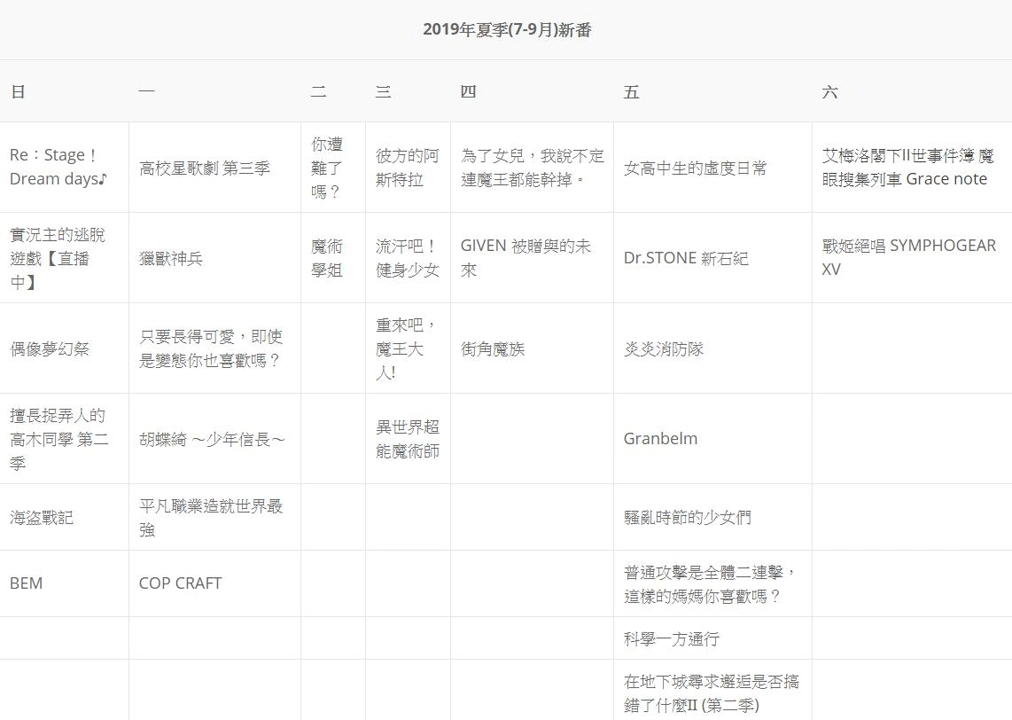 2019年夏季(7-9月)新番
日 一 二 三 四 五 六
Re：Stage！
Dream days♪
高校星歌劇 第三季
你遭
難了
嗎？
彼方的阿
斯特拉
為了女兒，我說不定
連魔王都能幹掉。
女高中生的虛度日常
艾梅洛閣下II世事件簿 魔
眼搜集列車 Grace note
實況主的逃脫
遊戲【直播
中】
獵獸神兵
魔術
學姐
流汗吧！
健身少女
GIVEN 被贈與的未
來
Dr.STONE 新石紀
戰姬絕唱 SYMPHOGEAR
XV
偶像夢幻祭
只要長得可愛，即使
是變態你也喜歡嗎？
重來吧，
魔王大
人!
街角魔族
炎炎消防隊
擅長捉弄人的
高木同學 第二
季
胡蝶綺 ～少年信長～
異世界超
能魔術師
Granbelm
海盜戰記
平凡職業造就世界最
強
騷亂時節的少女們
BEM
COP CRAFT
普通攻擊是全體二連擊，
這樣的媽媽你喜歡嗎？
科學一方通行
在地下城尋求邂逅是否搞
錯了什麼II (第二季)